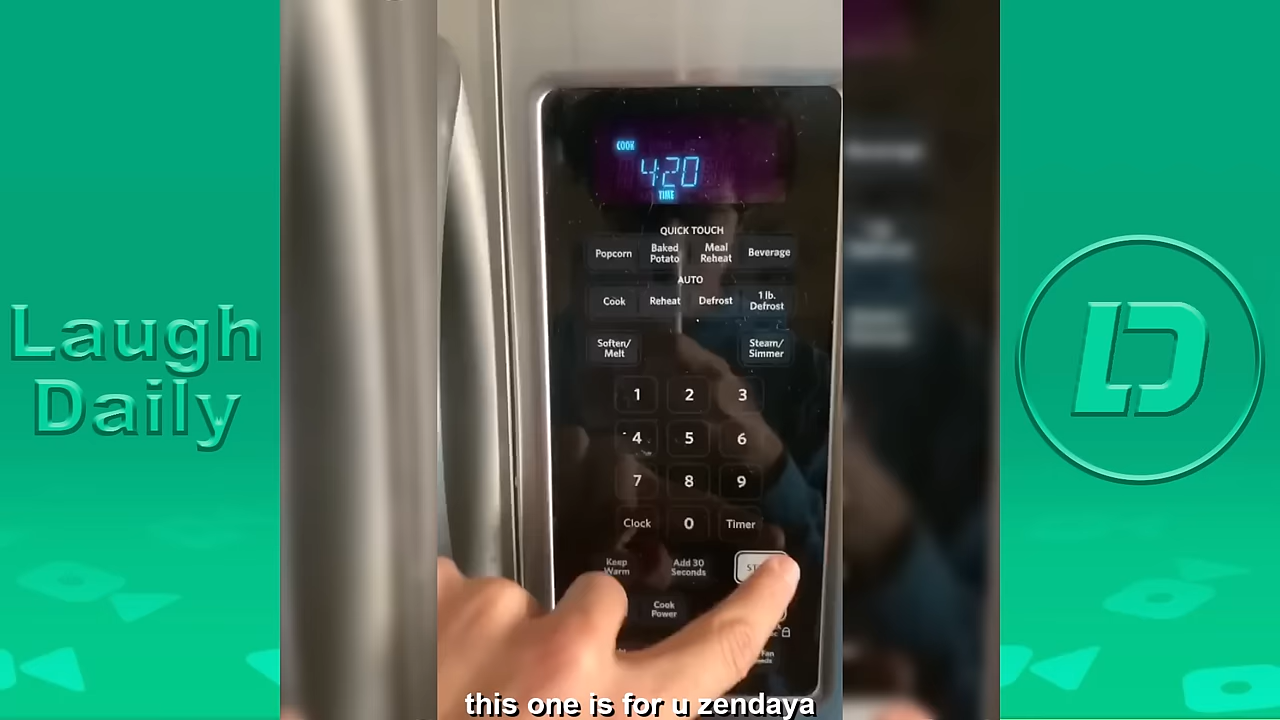 Laugh
Daily
COOK
4:20
TIME
QUICK TOUCH
Popcorn
Baked
Potato
Meal
Reheat
Beverage
AUTO
Cook
Reheat
Defrost
1 lb.
Defrost
Soften/
Melt
Steam/
Simmer
1 2 3
4 5 6
7 8 9
Clock 0 Timer
Keep
Warm
Add 30
Seconds
Cook
Power
Fan
this one is for u zendaya
LD